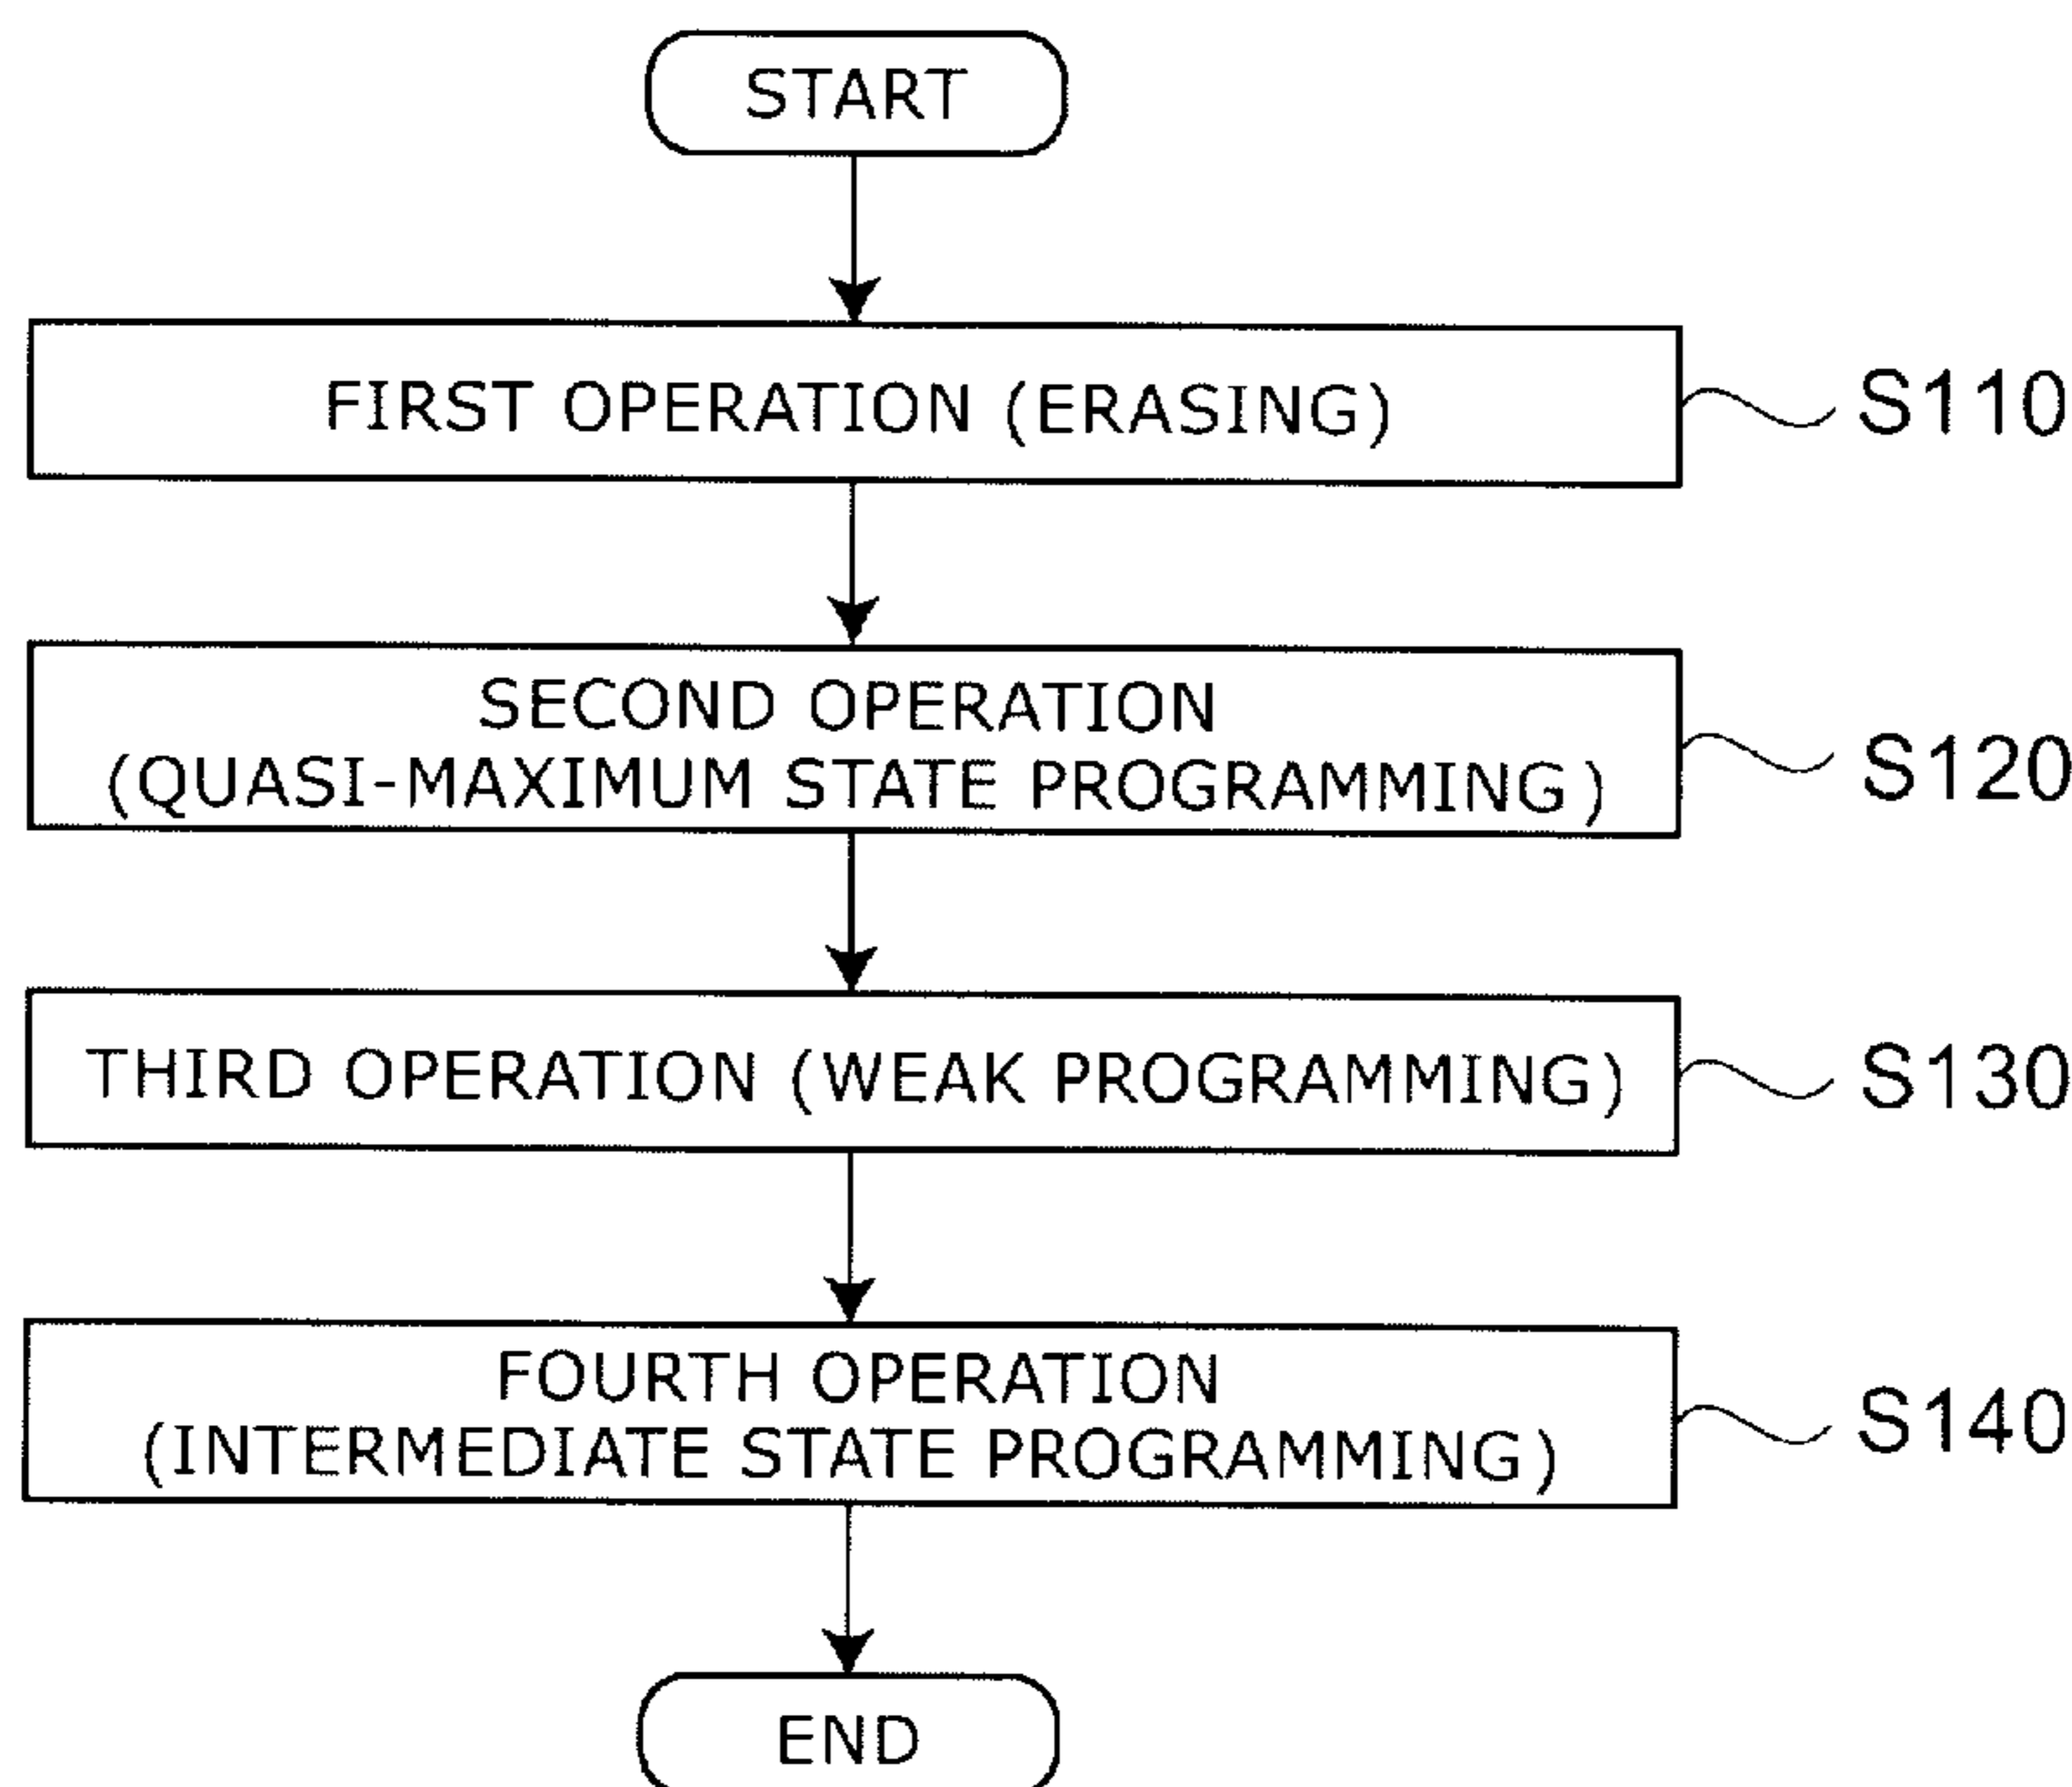 START
FIRST OPERATION (ERASING)
S110
SECOND OPERATION
(QUASI-MAXIMUM STATE PROGRAMMING)
S120
THIRD OPERATION (WEAK PROGRAMMING)
S130
FOURTH OPERATION
(INTERMEDIATE STATE PROGRAMMING)
S140
END